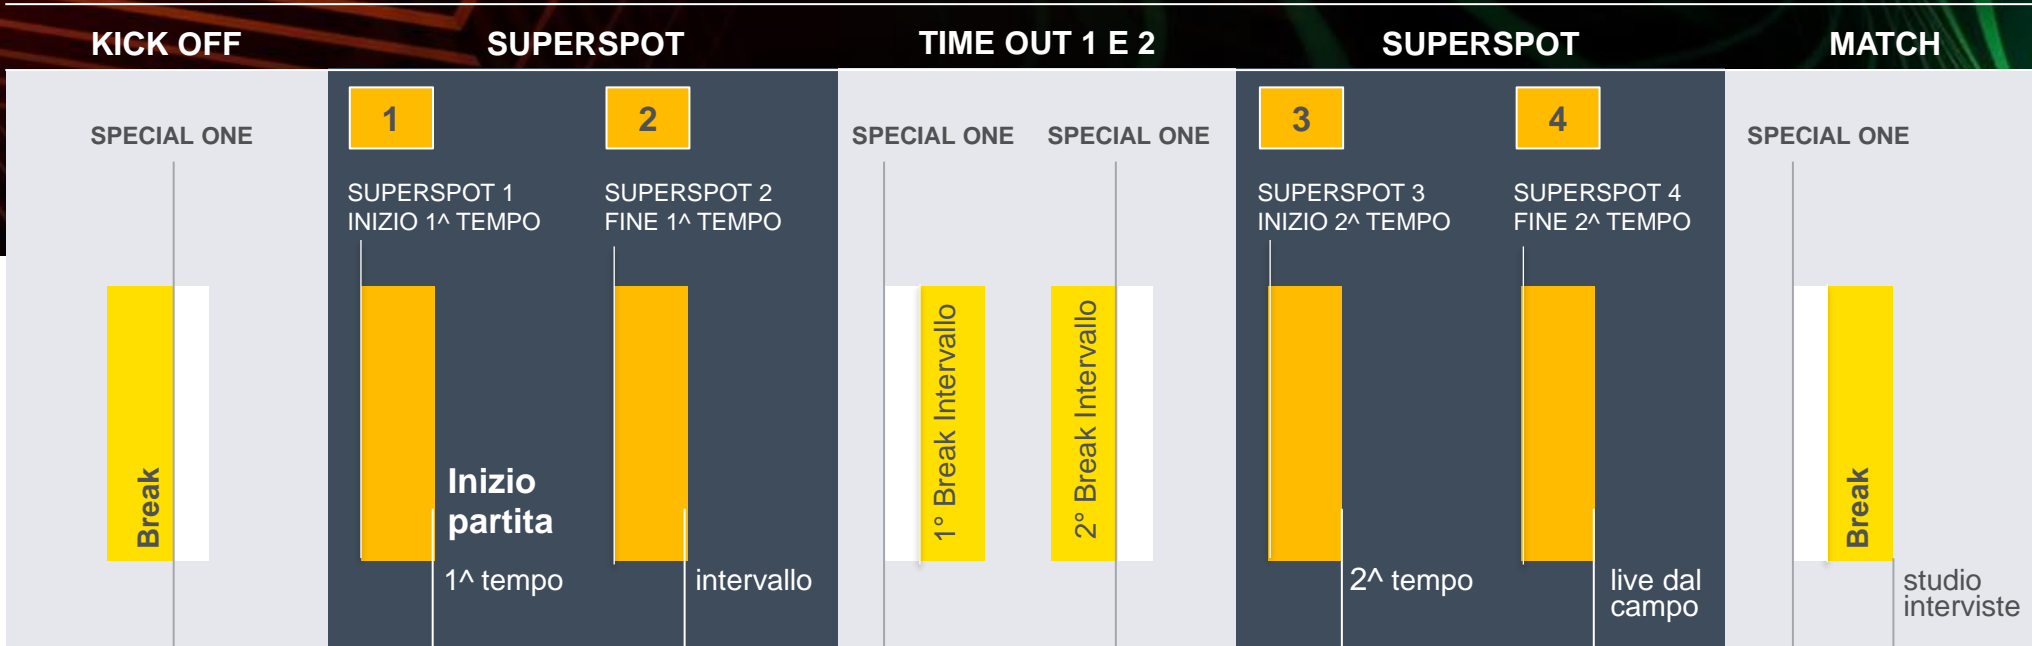 KICK OFF
SUPERSPOT
TIME OUT 1 E 2
SUPERSPOT
MATCH
SPECIAL ONE
Break
1
SUPERSPOT 1
INIZIO 1^ TEMPO
Inizio
partita
1^ tempo
2
SUPERSPOT 2
FINE 1^ TEMPO
intervallo
SPECIAL ONE
1° Break Intervallo
SPECIAL ONE
2° Break Intervallo
3
SUPERSPOT 3
INIZIO 2^ TEMPO
2^ tempo
4
SUPERSPOT 4
FINE 2^ TEMPO
live dal
campo
SPECIAL ONE
Break
studio
interviste